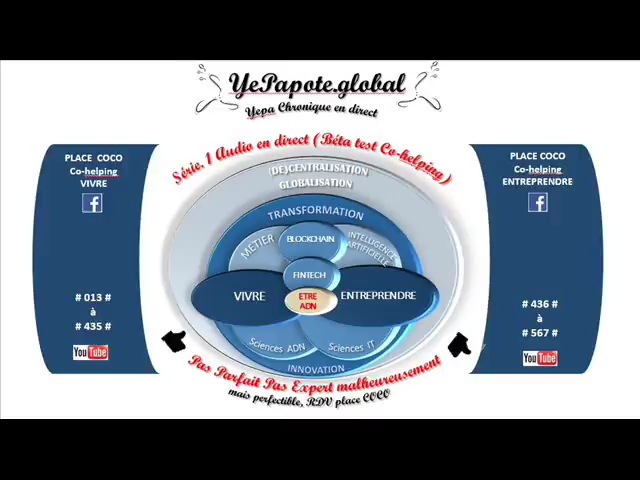 YePapote.global
Yepa Chronique en direct
Série. 1 Audio en direct ( Béta test Co-helping)
(DE)CENTRALISATION
GLOBALISATION
TRANSFORMATION
METIER
BLOCKCHAIN
INTELLIGENCE
ARTIFICIELLE
FINTECH
VIVRE
ETRE
ADN
ENTREPRENDRE
Sciences ADN
Sciences IT
INNOVATION
Pas Parfait Pas Expert malheureusement
mais perfectible, RDV place COCO
PLACE COCO
Co-helping
VIVRE
f
# 013 #
à
# 435 #
YouTube
PLACE COCO
Co-helping
ENTREPRENDRE
f
# 436 #
à
# 567 #
YouTube